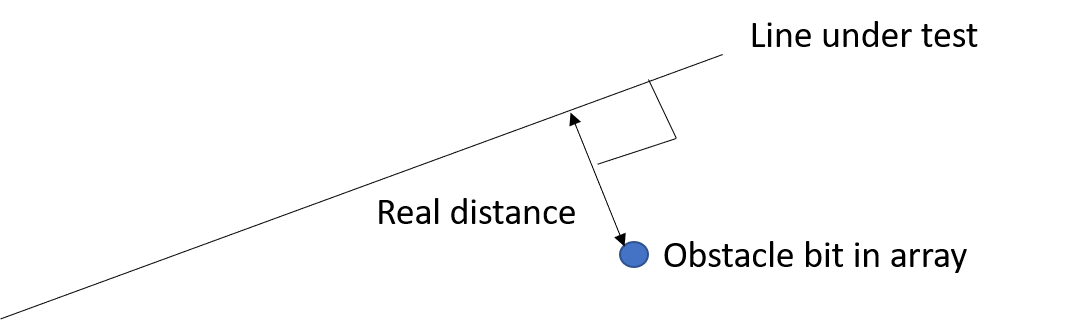 Line under test
Real distance
Obstacle bit in array